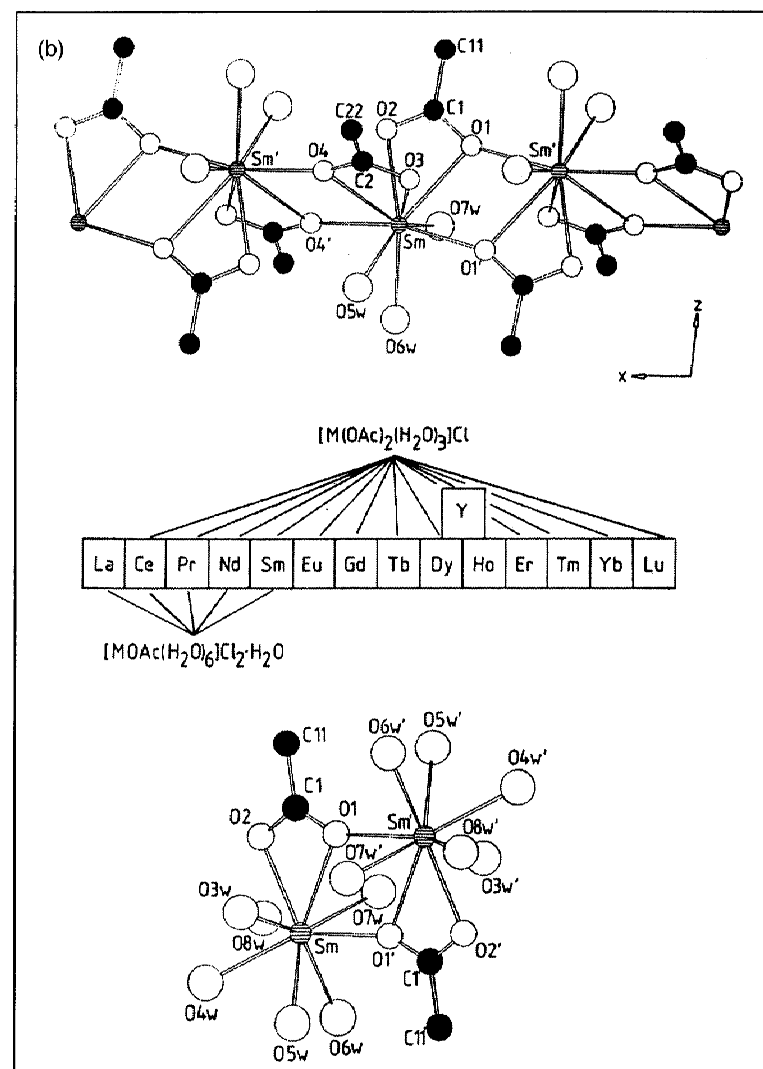 (b)
C11
C22
O2
C1
O1
Sm'
O4
O3
Sm'
C2
O7w
O4'
Sm
O1'
O5w
O6w
z
x
[M(OAc)2(H2O)3]Cl
Y
La Ce Pr Nd Sm Eu Gd Tb Dy Ho Er Tm Yb Lu
[MOAc(H2O)6]Cl2·H2O
C11
O6w'
O5w'
O4w'
C1
O2
O1
Sm'
O8w'
O7w'
O3w'
O3w
O7w
O8w
Sm
O1'
O2'
C1'
O4w
O5w
O6w
C11'